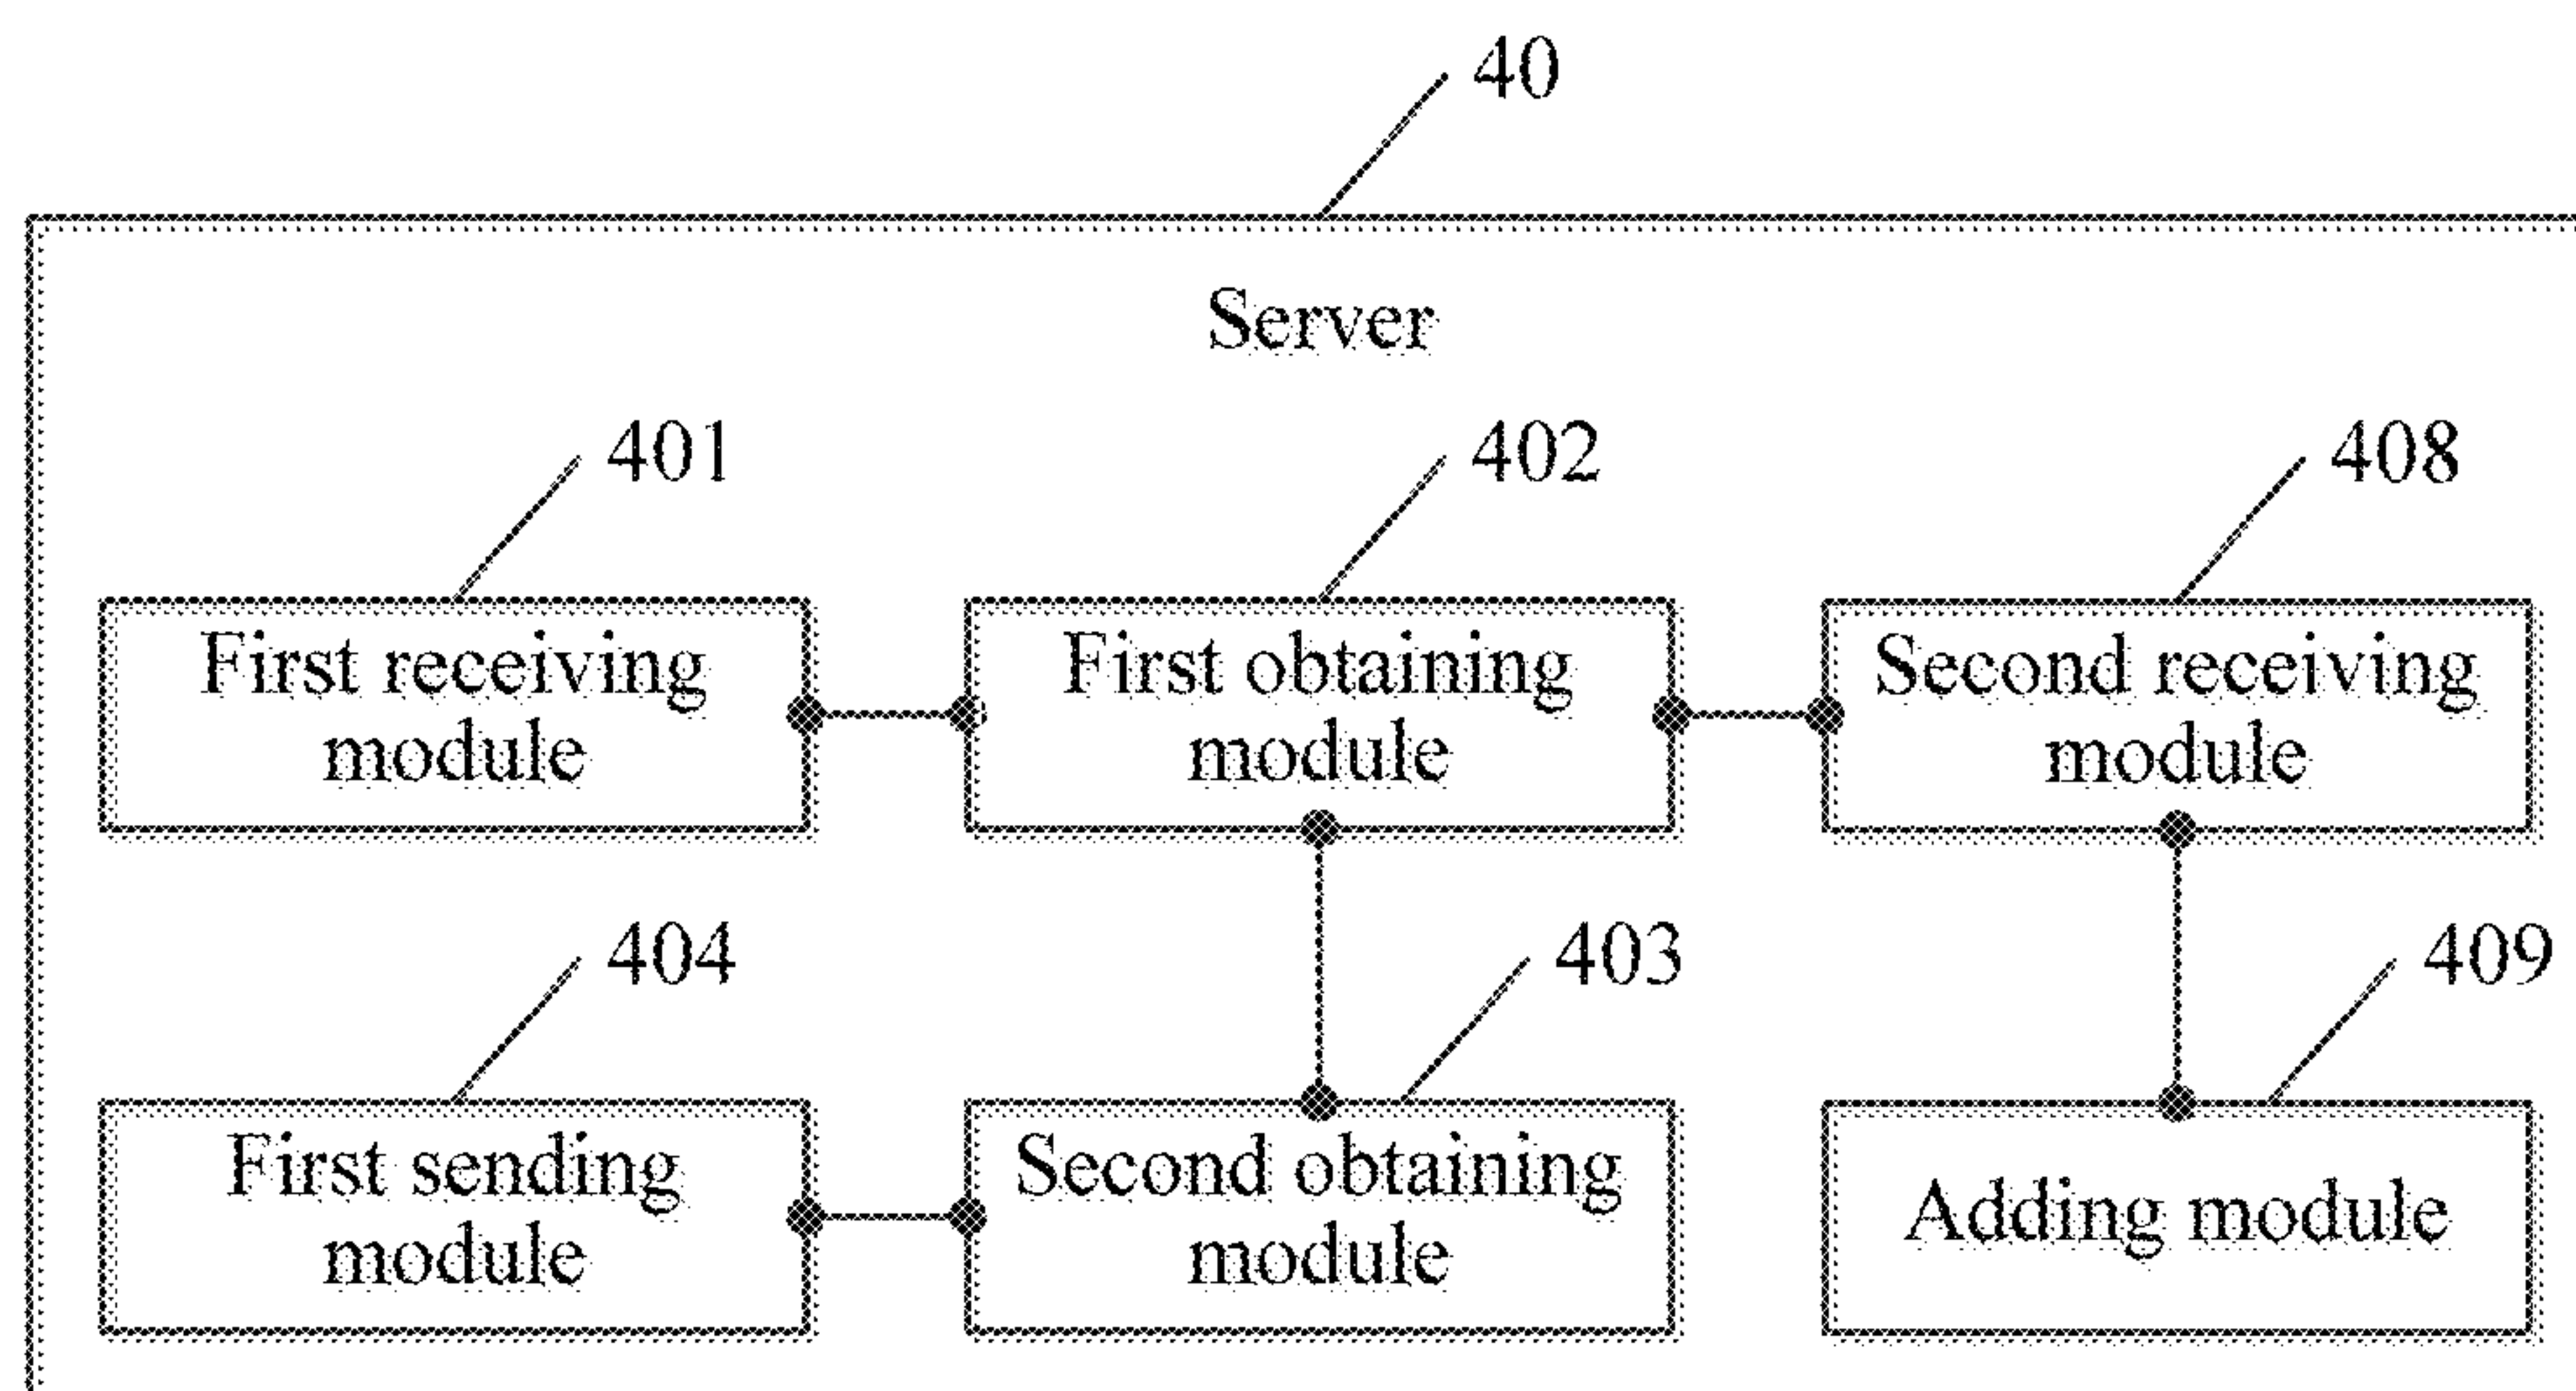 40
Server
401
402
408
First receiving
module
First obtaining
module
Second receiving
module
404
403
409
First sending
module
Second obtaining
module
Adding module